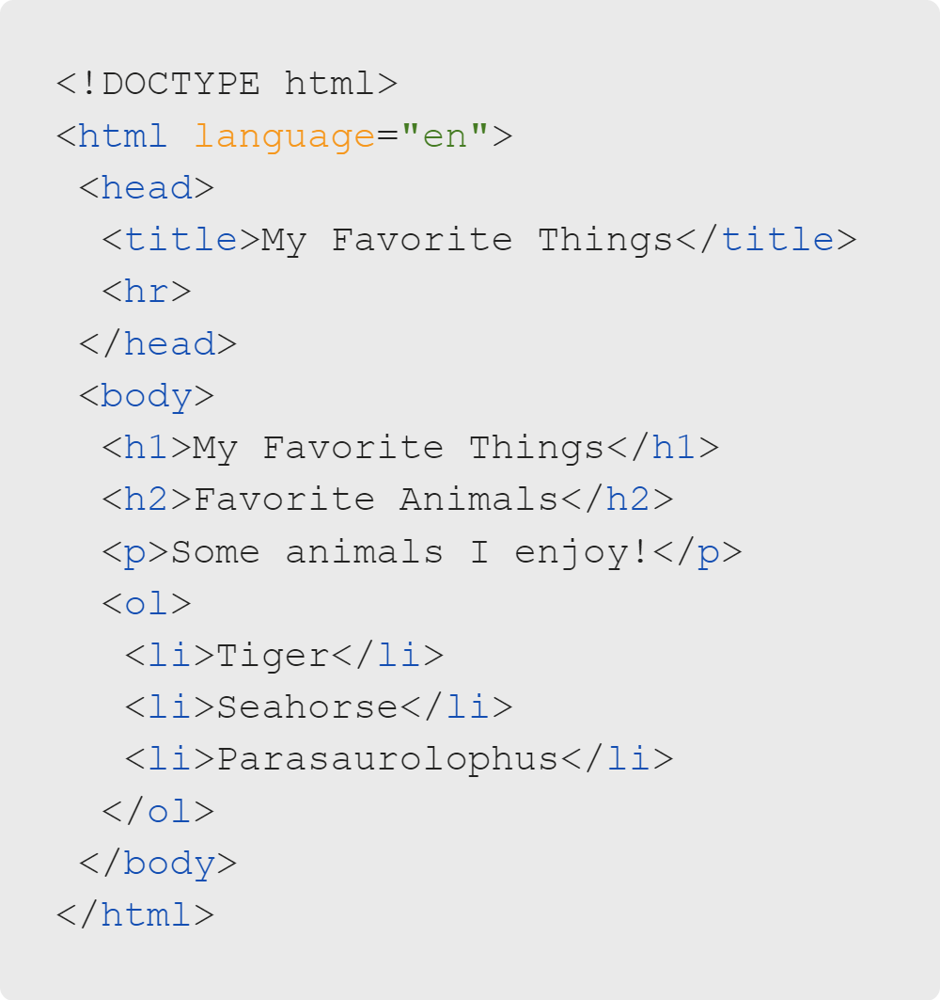 <!DOCTYPE html>
<html language="en">
 <head>
  <title>My Favorite Things</title>
  <hr>
 </head>
 <body>
  <h1>My Favorite Things</h1>
  <h2>Favorite Animals</h2>
  <p>Some animals I enjoy!</p>
  <ol>
   <li>Tiger</li>
   <li>Seahorse</li>
   <li>Parasaurolophus</li>
  </ol>
 </body>
</html>